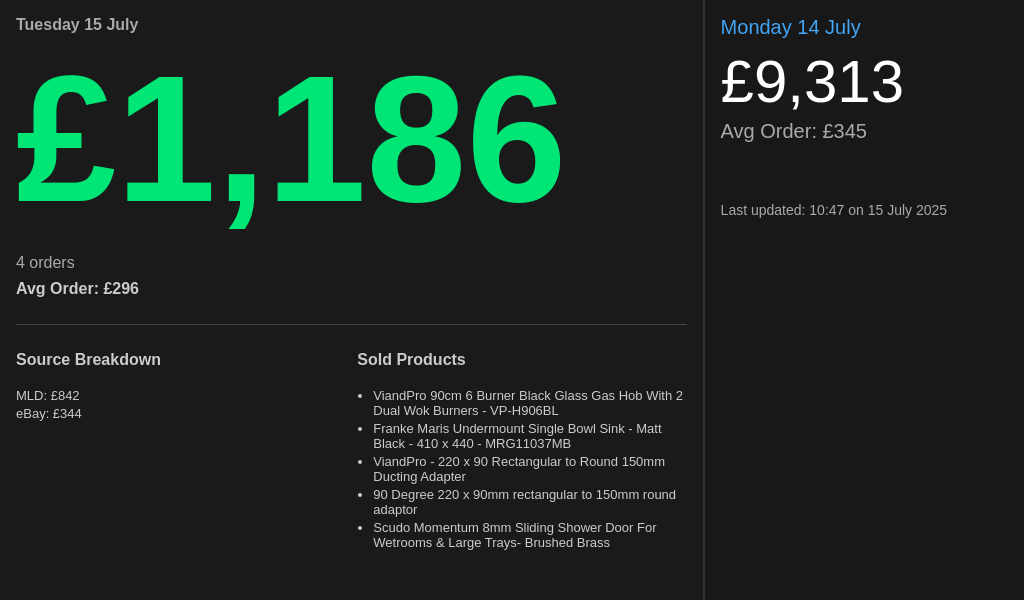 Tuesday 15 July
£1,186
4 orders
Avg Order: £296
Source Breakdown
MLD: £842
eBay: £344
Sold Products
• ViandPro 90cm 6 Burner Black Glass Gas Hob With 2
Dual Wok Burners - VP-H906BL
• Franke Maris Undermount Single Bowl Sink - Matt
Black - 410 x 440 - MRG11037MB
• ViandPro - 220 x 90 Rectangular to Round 150mm
Ducting Adapter
• 90 Degree 220 x 90mm rectangular to 150mm round
adaptor
• Scudo Momentum 8mm Sliding Shower Door For
Wetrooms & Large Trays- Brushed Brass
Monday 14 July
£9,313
Avg Order: £345
Last updated: 10:47 on 15 July 2025